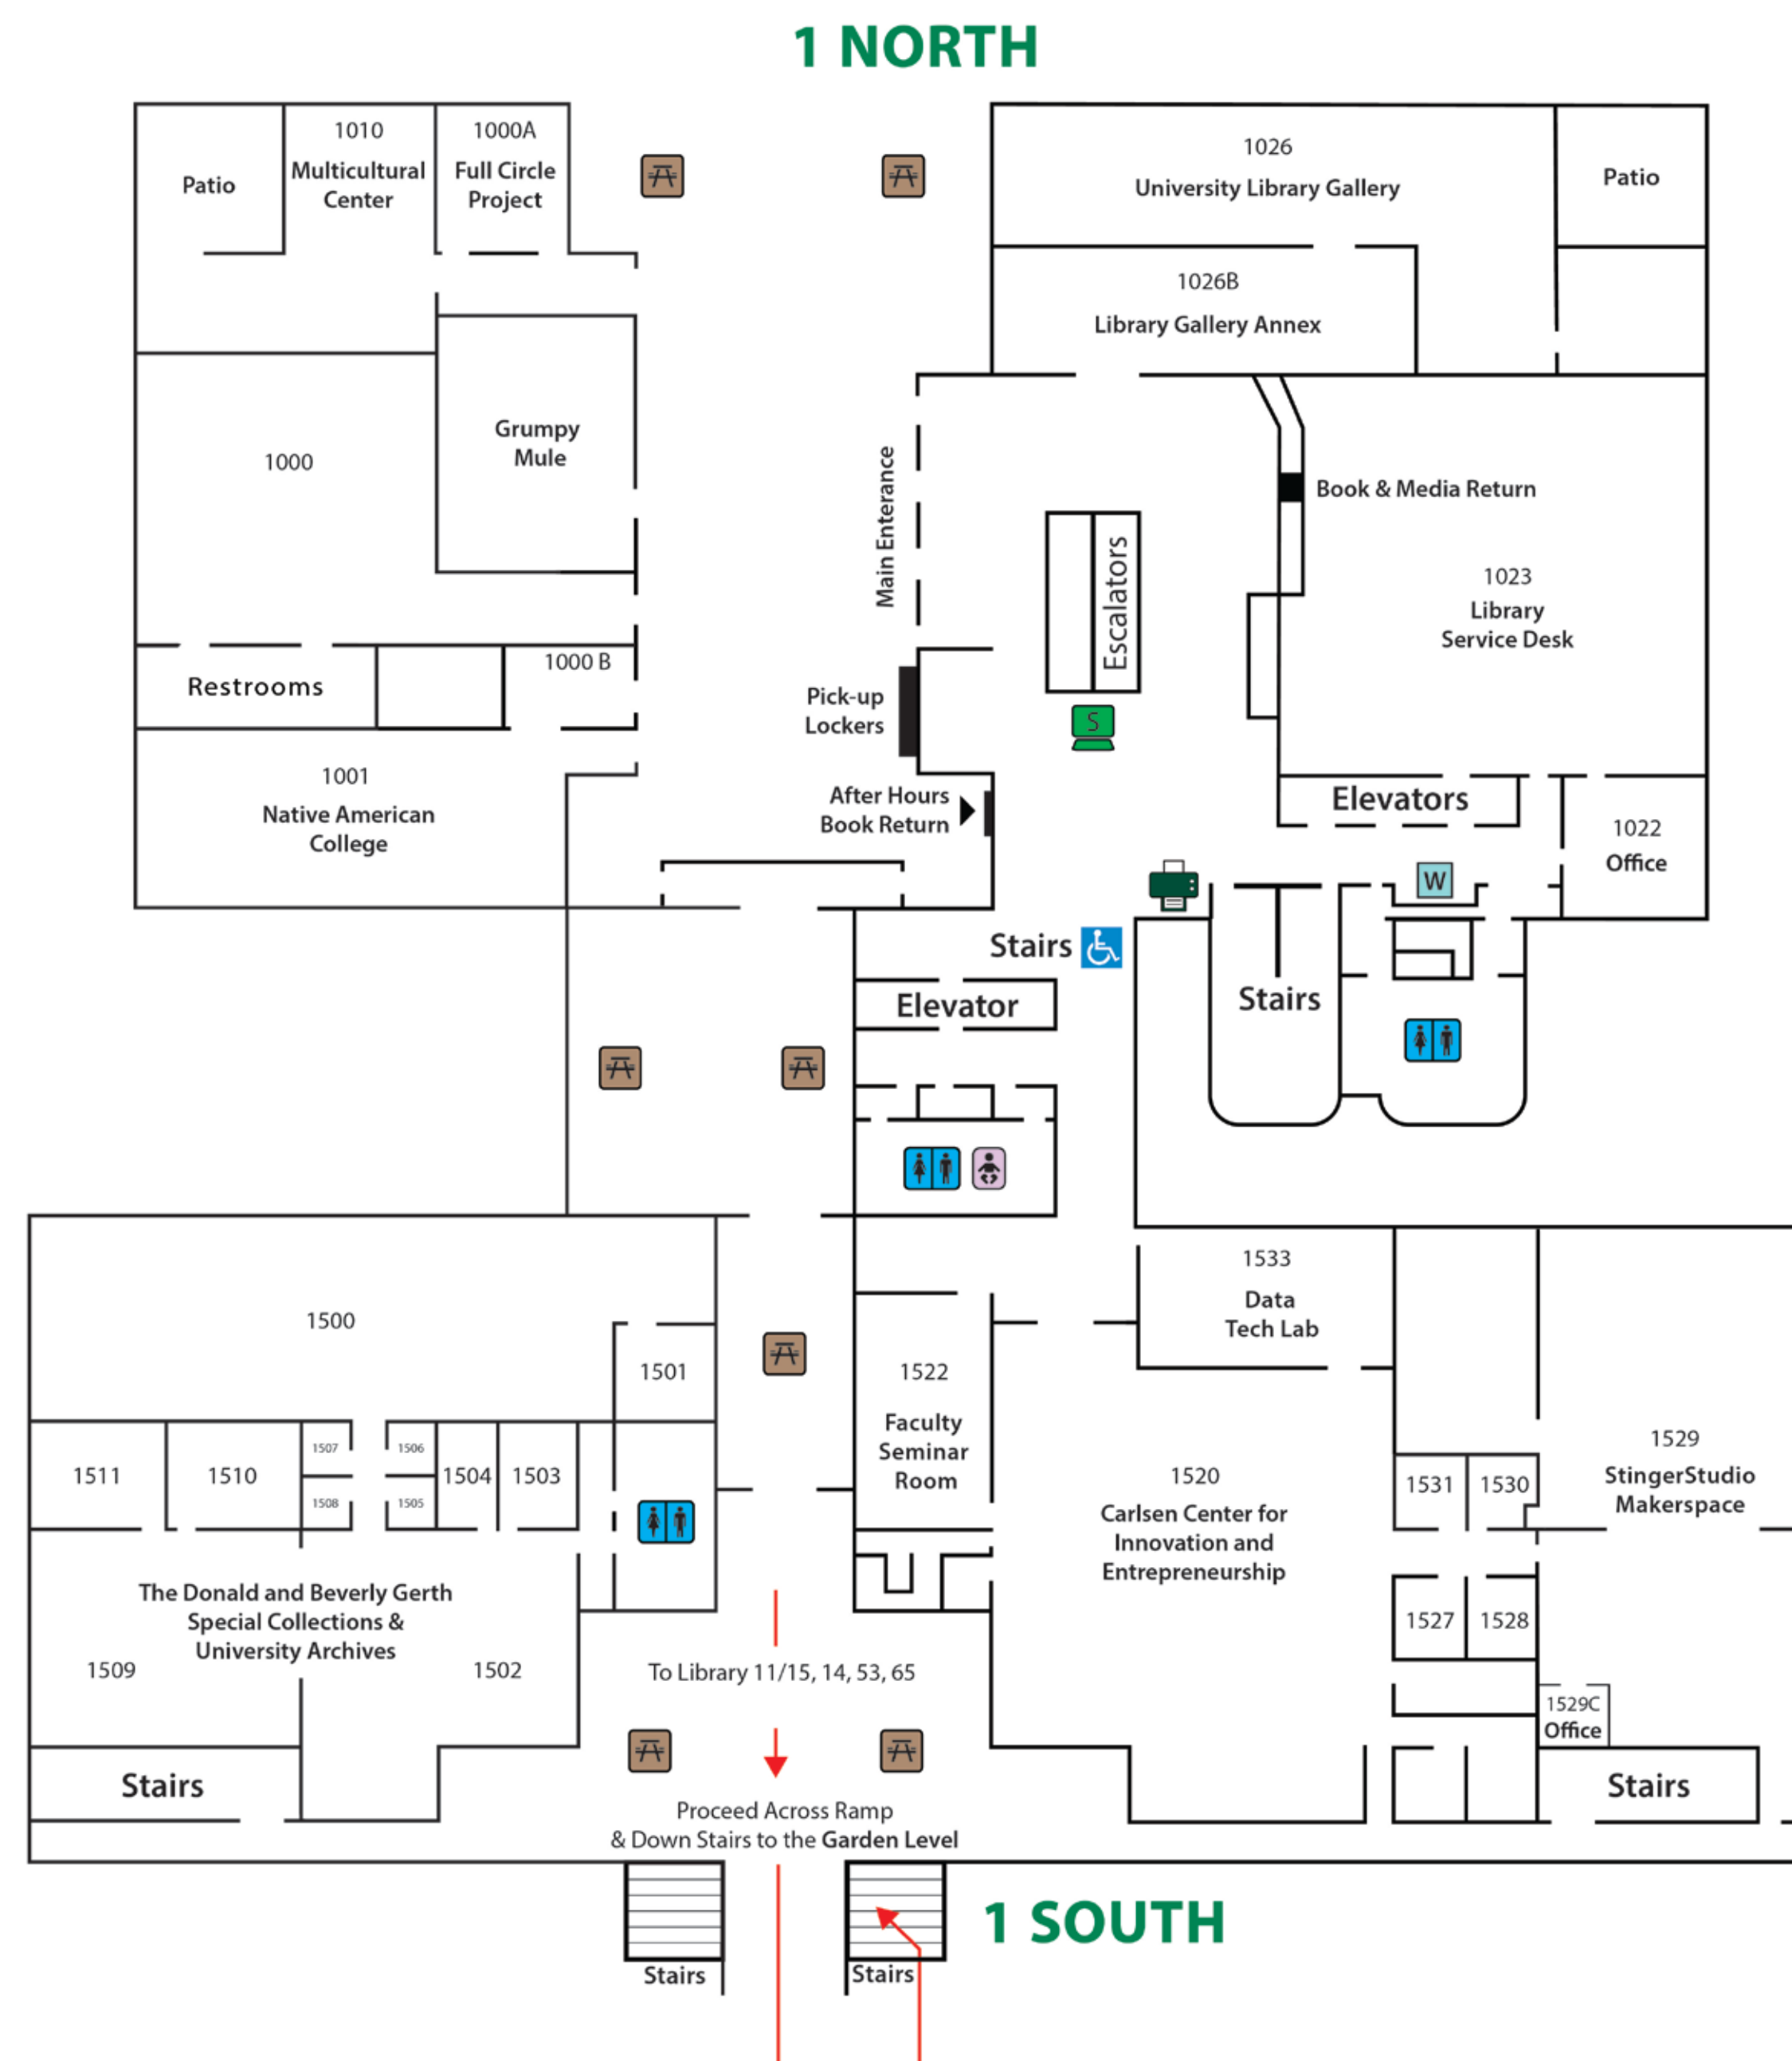 1 NORTH
Patio
1010
Multicultural
Center
1000A
Full Circle
Project
1026
University Library Gallery
Patio
1026B
Library Gallery Annex
1000
Grumpy
Mule
Main Enterance
Escalators
Book & Media Return
1023
Library
Service Desk
Restrooms
1000 B
Pick-up
Lockers
S
1001
Native American
College
After Hours
Book Return
Elevators
1022
Office
W
Stairs
Elevator
Stairs
1500
1501
1533
Data
Tech Lab
1522
Faculty
Seminar
Room
1511
1510
1507
1508
1506
1505
1504
1503
1520
Carlsen Center for
Innovation and
Entrepreneurship
1531
1530
1529
StingerStudio
Makerspace
The Donald and Beverly Gerth
Special Collections &
University Archives
1509
1502
1527
1528
To Library 11/15, 14, 53, 65
1529C
Office
Stairs
Stairs
Proceed Across Ramp
& Down Stairs to the Garden Level
1 SOUTH
Stairs
Stairs